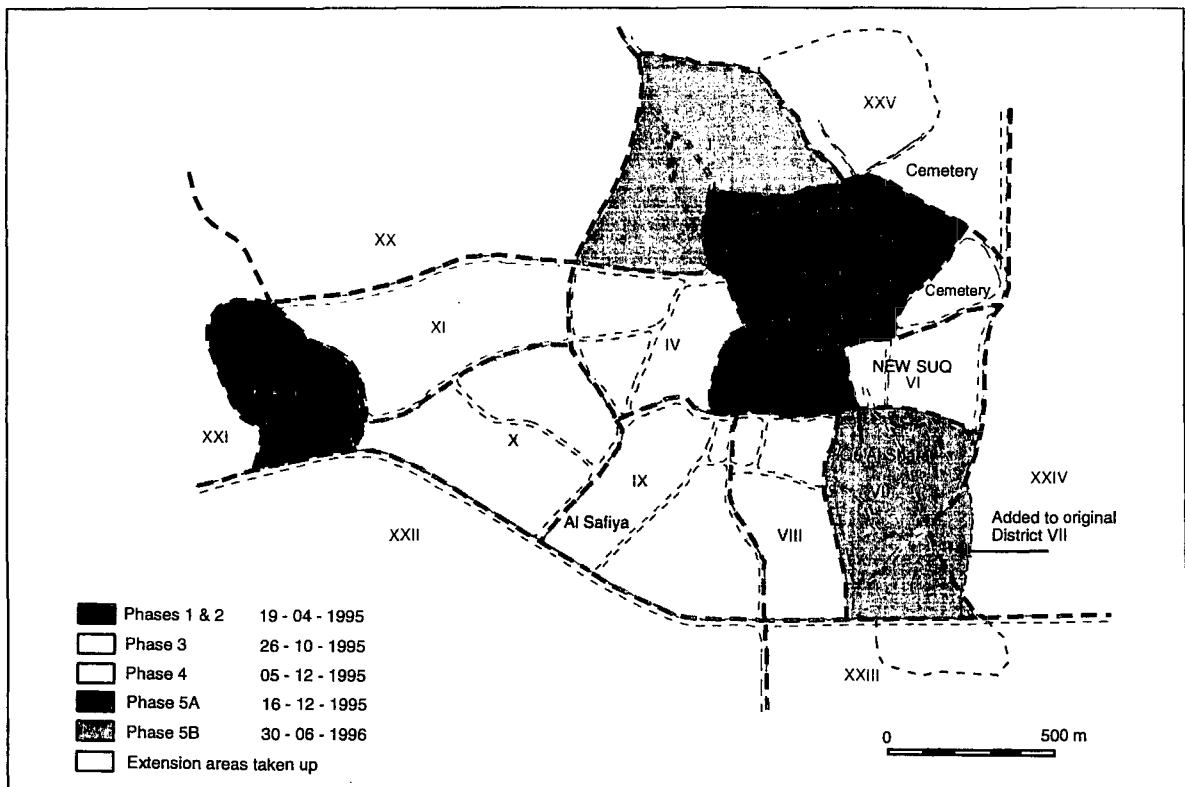 XXV
Cemetery
XX
Cemetery
XI
IV
NEW SUQ
VI
XXI
X
IX
XXIV
Al Safiya
XXII
VIII
Added to original
District VII
Phases 1 & 2 19 - 04 - 1995
Phase 3 26 - 10 - 1995
Phase 4 05 - 12 - 1995
Phase 5A 16 - 12 - 1995
Phase 5B 30 - 06 - 1996
Extension areas taken up
XXIII
0 500 m